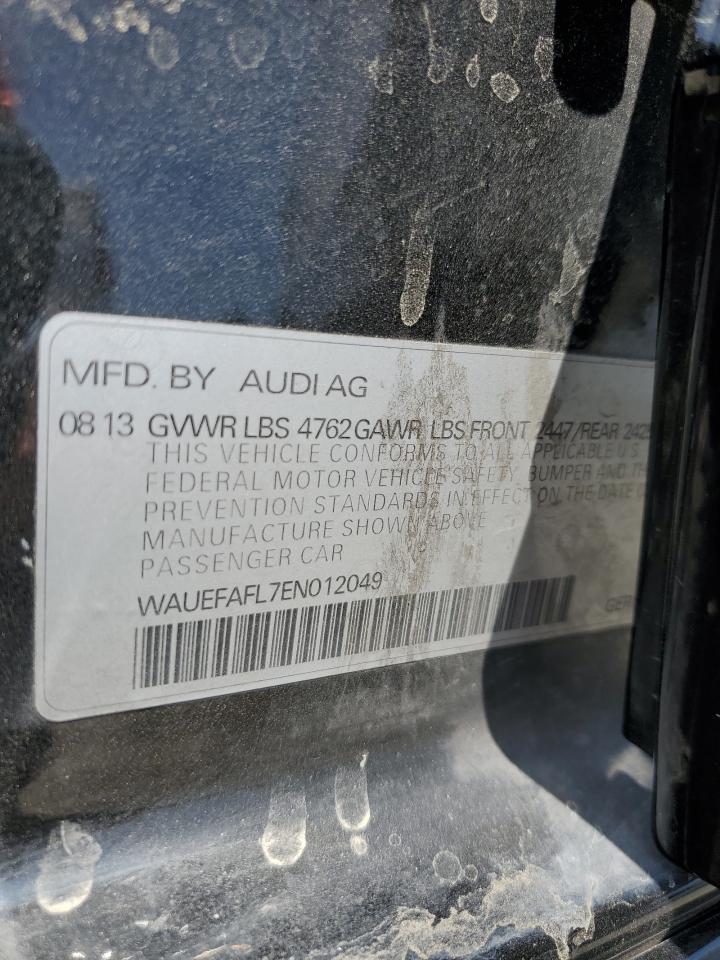 MFD. BY AUDI AG
08 13 GVWR LBS 4762 GAWR LBS FRONT 2447/REAR 2425
THIS VEHICLE CONFORMS TO ALL APPLICABLE U.S
FEDERAL MOTOR VEHICLE SAFETY, BUMPER AND
PREVENTION STANDARDS IN EFFECT ON THE DATE
MANUFACTURE SHOWN ABOVE
PASSENGER CAR
WAUEFAFL7EN012049